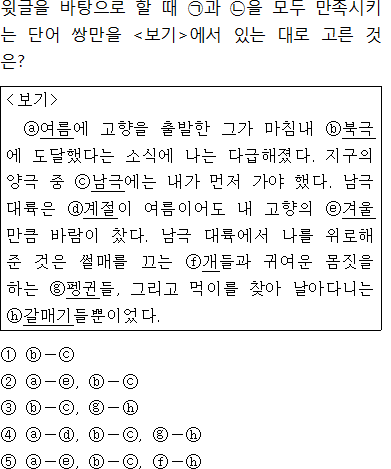 윗글을 바탕으로 할 때 ㉠과 ㉡을 모두 만족시키
는 단어 쌍만을 <보기>에서 있는 대로 고른 것
은?
<보기>
ⓐ여름에 고향을 출발한 그가 마침내 ⓑ북극
에 도달했다는 소식에 나는 다급해졌다. 지구의
양극 중 ⓒ남극에는 내가 먼저 가야 했다. 남극
대륙은 ⓓ계절이 여름이어도 내 고향의 ⓔ겨울
만큼 바람이 찼다. 남극 대륙에서 나를 위로해
준 것은 썰매를 끄는 ⓕ개들과 귀여운 몸짓을
하는 ⓖ펭귄들, 그리고 먹이를 찾아 날아다니는
ⓗ갈매기들뿐이었다.
① ⓑ-ⓒ
② ⓐ-ⓔ, ⓑ-ⓒ
③ ⓑ-ⓒ, ⓖ-ⓗ
④ ⓐ-ⓓ, ⓑ-ⓒ, ⓖ-ⓗ
⑤ ⓐ-ⓔ, ⓑ-ⓒ, ⓕ-ⓗ